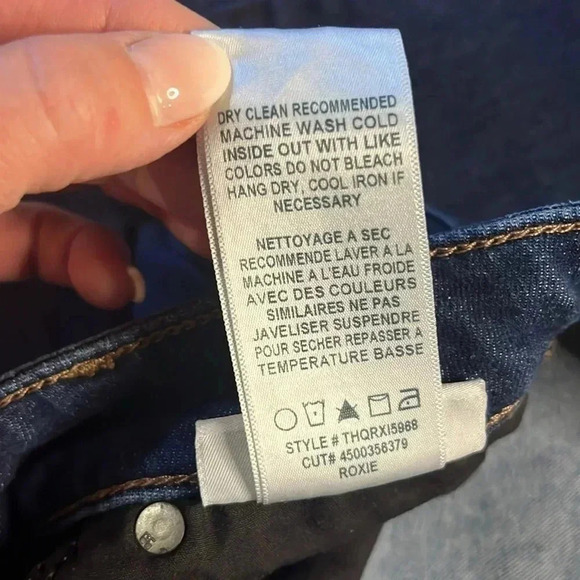 DRY CLEAN RECOMMENDED
MACHINE WASH COLD
INSIDE OUT WITH LIKE
COLORS DO NOT BLEACH
HANG DRY, COOL IRON IF
NECESSARY
NETTOYAGE A SEC
RECOMMENDE LAVER A LA
MACHINE A L'EAU FROIDE
AVEC DES COULEURS
SIMILAIRES NE PAS
JAVELISER SUSPENDRE
POUR SECHER REPASSER A
TEMPERATURE BASSE
STYLE # THQRXI5968
CUT# 4500356379
ROXIE